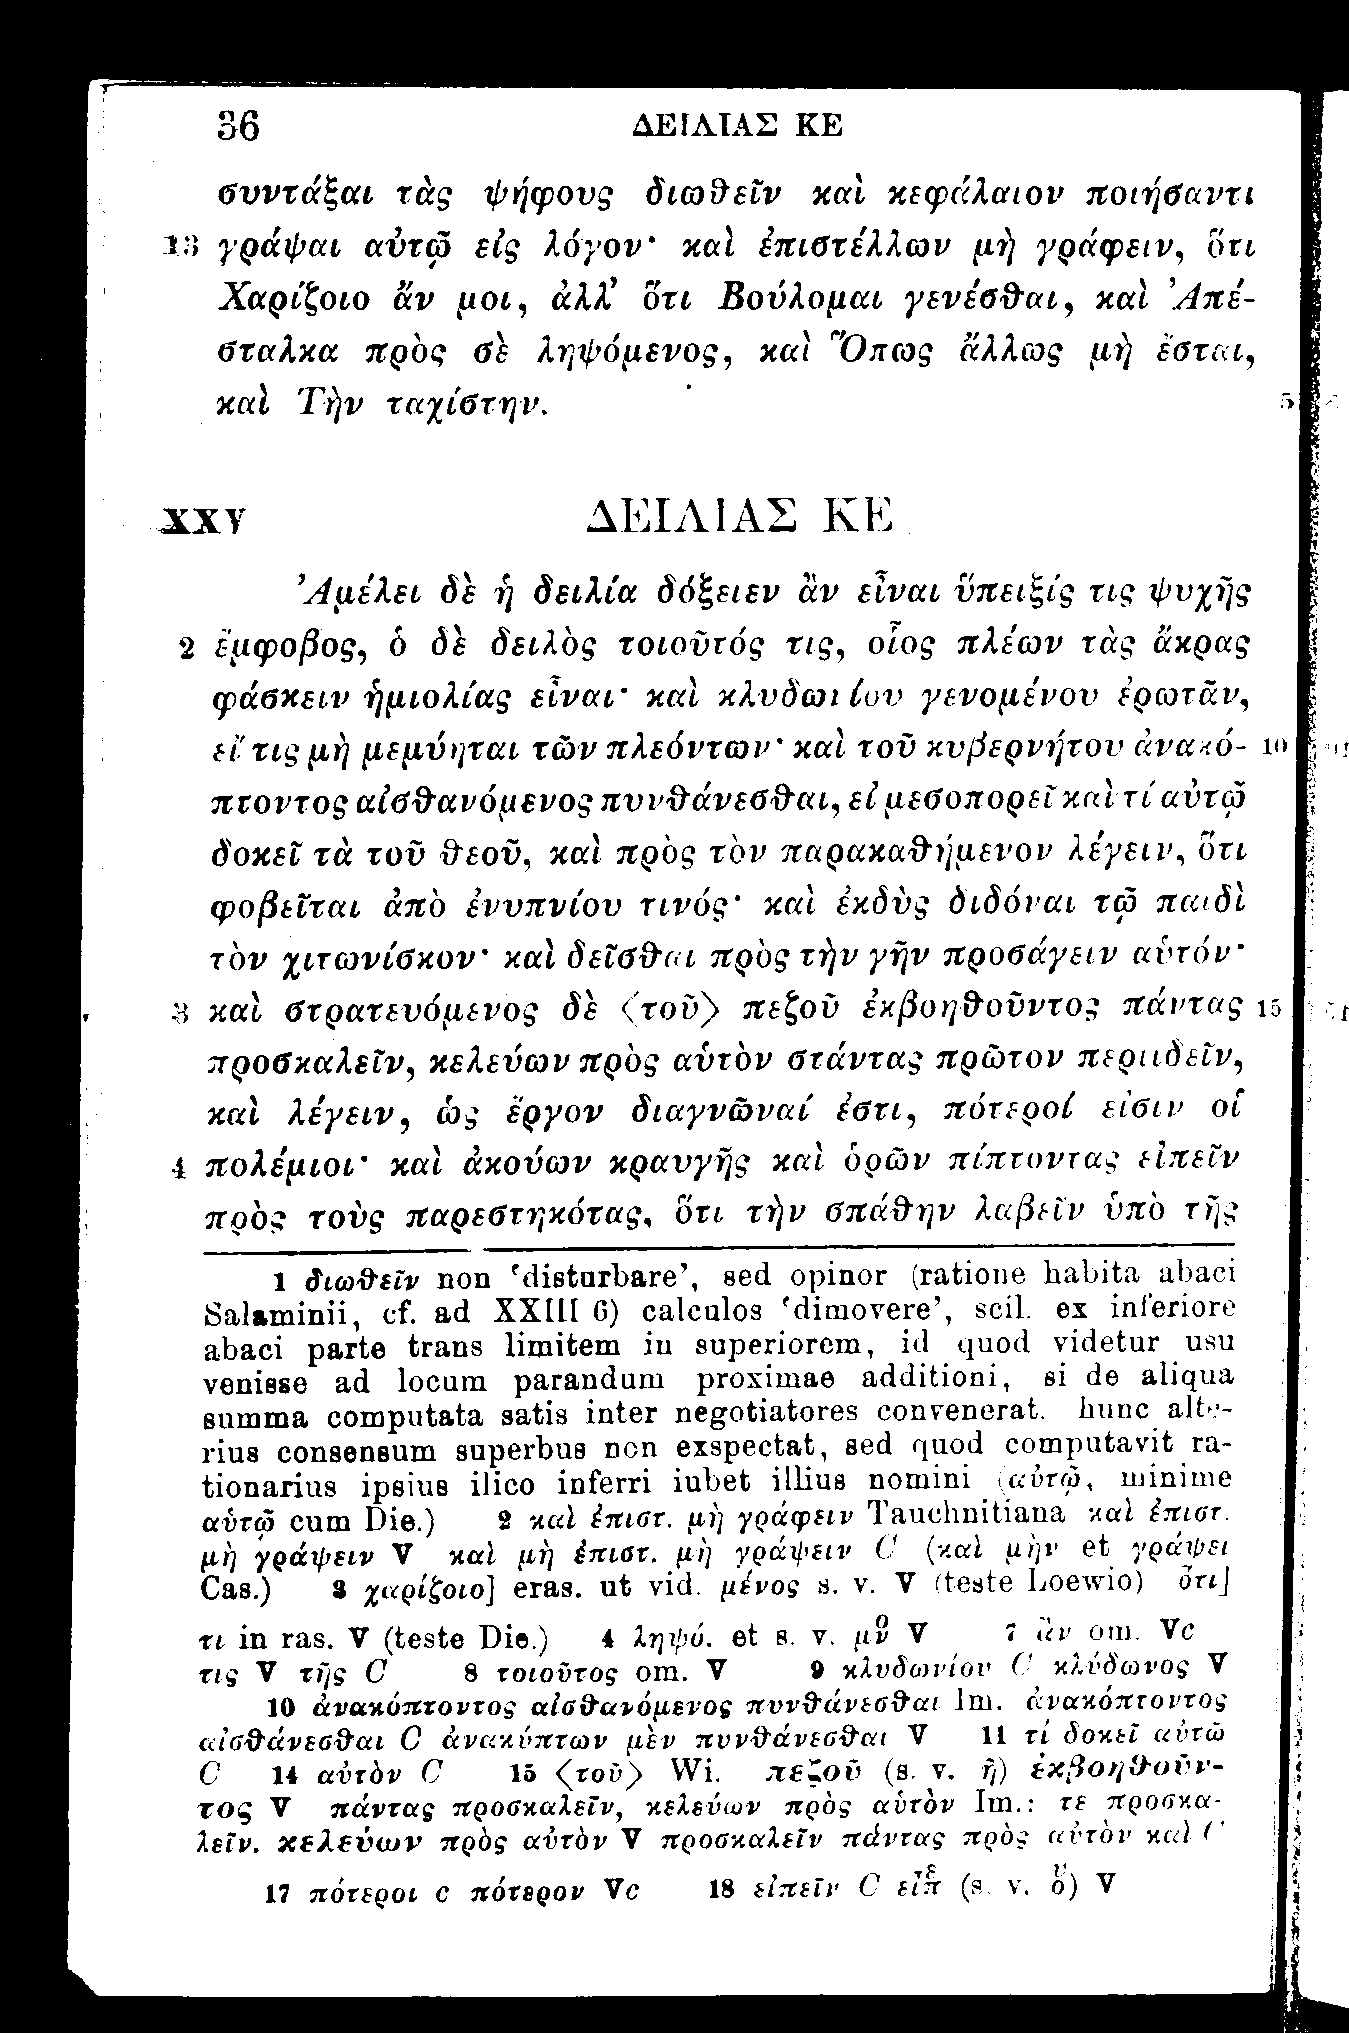 36 ΔΕΙΛΙΑΣ ΚΕ
συντάξαι τὰς ψήφους διωθεῖν καὶ κεφάλαιον ποιήσαντι
13 γράψαι αὐτῷ εἰς λόγον· καὶ ἐπιστέλλων μὴ γράφειν, ὅτι
Χαρίζοιο ἄν μοι, ἀλλ’ ὅτι Βούλομαι γενέσθαι, καὶ Ἀπέ-
σταλκα πρὸς σὲ ληψόμενος, καὶ Ὅπως ἄλλως μὴ ἔσται,
καὶ Τὴν ταχίστην. 5
XXV ΔΕΙΛΙΑΣ ΚΕ
Ἀμέλει δὲ ἡ δειλία δόξειεν ἂν εἶναι ὕπειξίς τις ψυχῆς
2 ἔμφοβος, ὁ δὲ δειλὸς τοιοῦτός τις, οἷος πλέων τὰς ἄκρας
φάσκειν ἡμιολίας εἶναι· καὶ κλυδωνίου γενομένου ἐρωτᾶν,
εἴ τις μὴ μεμύηται τῶν πλεόντων· καὶ τοῦ κυβερνήτου ἀνακό- 10
πτοντος αἰσθανόμενος πυνθάνεσθαι, εἰ μεσοπορεῖ καὶ τί αὐτῷ
δοκεῖ τὰ τοῦ θεοῦ, καὶ πρὸς τὸν παρακαθήμενον λέγειν, ὅτι
φοβεῖται ἀπὸ ἐνυπνίου τινός· καὶ ἐκδὺς διδόναι τῷ παιδὶ
τὸν χιτωνίσκον· καὶ δεῖσθαι πρὸς τὴν γῆν προσάγειν αὑτόν·
3 καὶ στρατευόμενος δὲ ⟨τοῦ⟩ πεζοῦ ἐκβοηθοῦντος πάντας 15
προσκαλεῖν, κελεύων πρὸς αὑτὸν στάντας πρῶτον περιιδεῖν,
καὶ λέγειν, ὡς ἔργον διαγνῶναί ἐστι, πότεροί εἰσιν οἱ
4 πολέμιοι· καὶ ἀκούων κραυγῆς καὶ ὁρῶν πίπτοντας εἰπεῖν
πρὸς τοὺς παρεστηκότας, ὅτι τὴν σπάθην λαβεῖν ὑπὸ τῆς
1 διωθεῖν non ‘disturbare’, sed opinor (ratione habita abaci
Salaminii, cf. ad XXIII 6) calculos ‘dimovere’, scil. ex inferiore
abaci parte trans limitem in superiorem, id quod videtur usu
venisse ad locum parandum proximae additioni, si de aliqua
summa computata satis inter negotiatores convenerat. hunc alte-
rius consensum superbus non exspectat, sed quod computavit ra-
tionarius ipsius ilico inferri iubet illius nomini (αὐτῷ, minime
αὑτῷ cum Die.) 2 καὶ ἐπιστ. μὴ γράφειν Tauchnitiana καὶ ἐπιστ.
μὴ γράψειν V καὶ μὴ ἐπιστ. μὴ γράψειν C (καὶ μὴν et γράψει
Cas.) 3 χαρίζοιο] eras. ut vid. μένος s. v. V (teste Loewio) ὅτι]
τι in ras. V (teste Die.) 4 ληψό. et s. v. μν͂ο V 7 ἂν om. Vc
τις V τῆς C 8 τοιοῦτος om. V 9 κλυδωνίου C κλύδωνος V
10 ἀνακόπτοντος αἰσθανόμενος πυνθάνεσθαι Im. ἀνακόπτοντος
αἰσθάνεσθαι C ἀνακύπτων μὲν πυνθάνεσθαι V 11 τί δοκεῖ αὐτῶ
C 14 αὐτὸν C 15 ⟨τοῦ⟩ Wi. πεζοῦ (s. v. ῆ) ἐκβοηθοῦν-
τος V πάντας προσκαλεῖν, κελεύων πρὸς αὑτὸν Im.: τε προσκα-
λεῖν. κελεύων πρὸς αὐτὸν V προσκαλεῖν πάντας πρὸς αὐτὸν καὶ C
17 πότεροι c πότερον Vc 18 εἰπεῖν C (s. v. ὅ) V